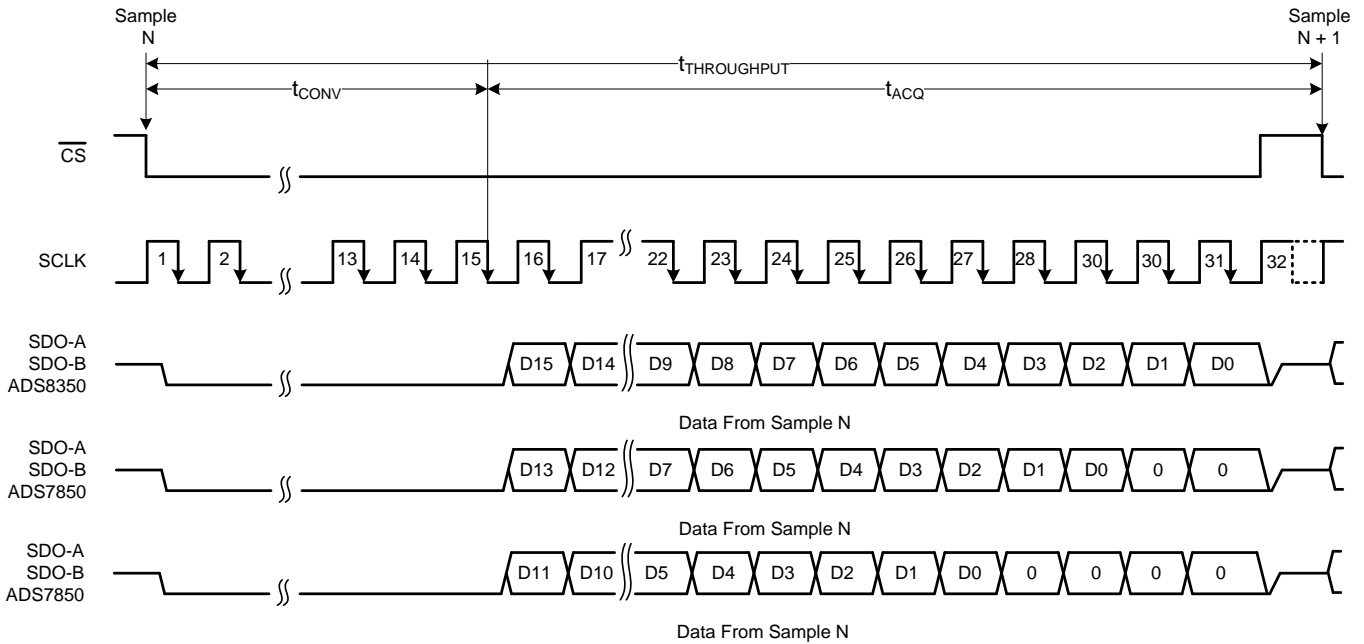 Sample
N
Sample
N + 1
tTHROUGHPUT
tCONV
tACQ
CS
SCLK
1 2 13 14 15 16 17 22 23 24 25 26 27 28 30 30 31 32
SDO-A
SDO-B
ADS8350
D15 D14 D9 D8 D7 D6 D5 D4 D3 D2 D1 D0
Data From Sample N
SDO-A
SDO-B
ADS7850
D13 D12 D7 D6 D5 D4 D3 D2 D1 D0 0 0
Data From Sample N
SDO-A
SDO-B
ADS7850
D11 D10 D5 D4 D3 D2 D1 D0 0 0 0 0
Data From Sample N